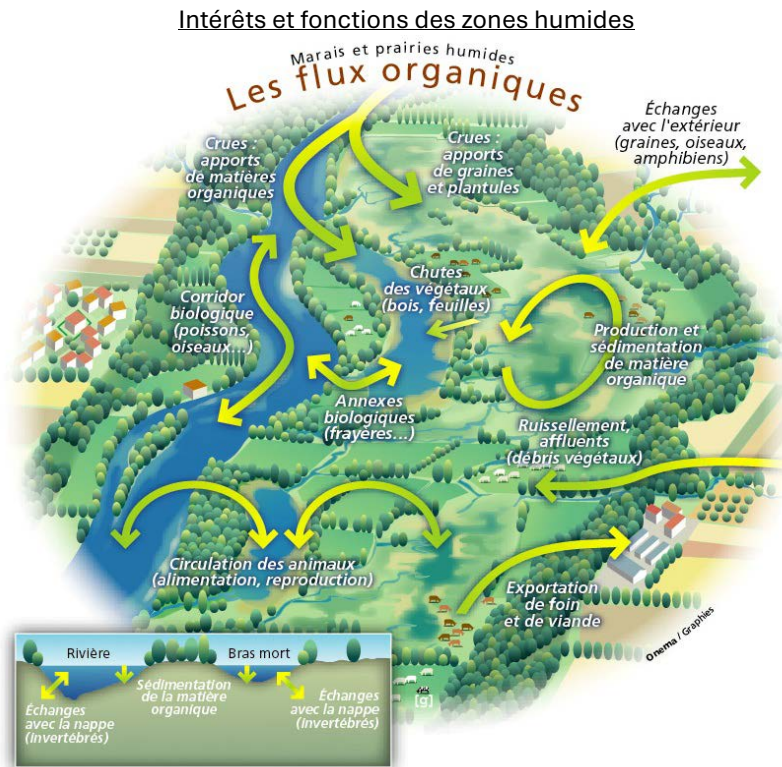 Intérêts et fonctions des zones humides
Marais et prairies humides
Les flux organiques
Crues :
apports
de matières
organiques
Crues :
apports
de graines
et plantules
Échanges
avec l'extérieur
(graines, oiseaux,
amphibiens)
Corridor
biologique
(poissons,
oiseaux...)
Chutes
des végétaux
(bois, feuilles)
Production et
sédimentation
de matière
organique
Annexes
biologiques
(frayères...)
Ruissellement,
affluents
(débris végétaux)
Circulation des animaux
(alimentation, reproduction)
Exportation
de foin
et de viande
Onema / Graphies
Rivière
Bras mort
Échanges
avec la nappe
(invertébrés)
Sédimentation
de la matière
organique
Échanges
avec la nappe
(invertébrés)
[g]